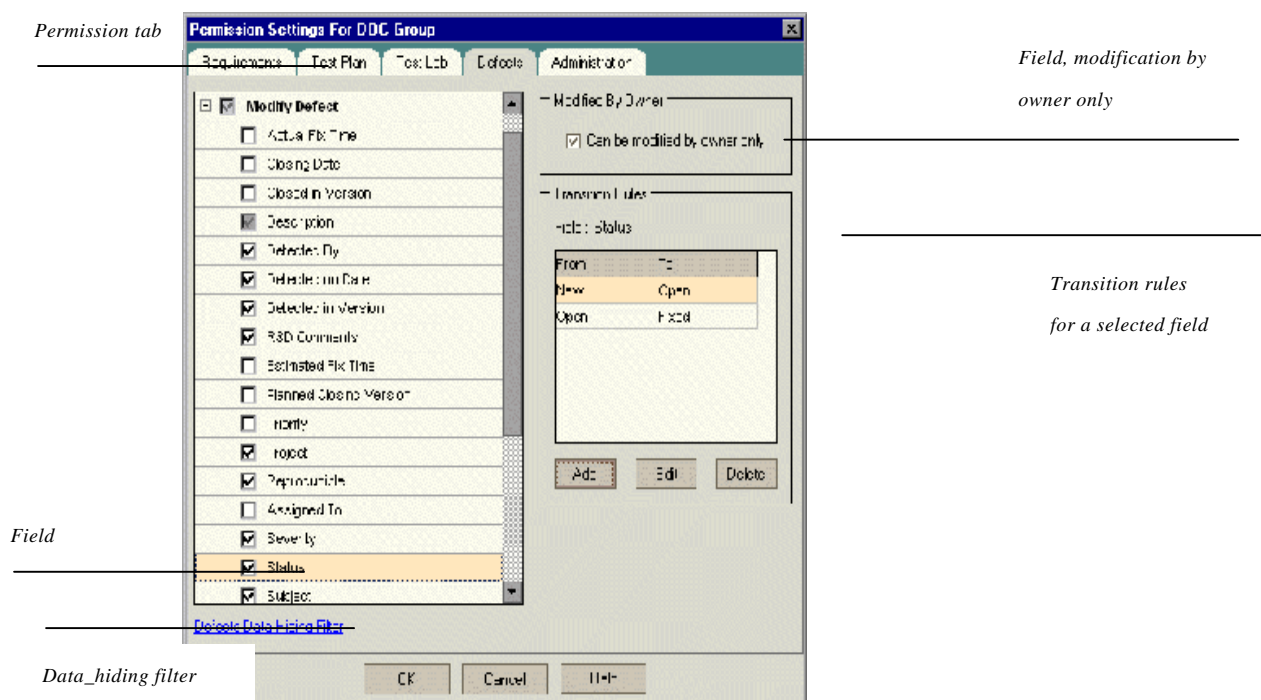 Permission tab
Permission Settings For DDC Group
Requirements Test Plan Test Lab Defects Administration
Field, modification by
owner only
Modify Defect
Actual Fix Time
Closing Date
Closed in Version
Description
Detected By
Detected on Date
Detected in Version
R&D Comments
Estimated Fix Time
Planned Closing Version
Priority
Project
Reproducible
Assigned To
Severity
Status
Subject
Modified By Owner
Can be modified by owner only
Transition Rules
Field: Status
From To
New Open
Open Fixed
Add Edit Delete
Transition rules
for a selected field
Field
Defects Data Hiding Filter
Data_hiding filter
OK Cancel Help